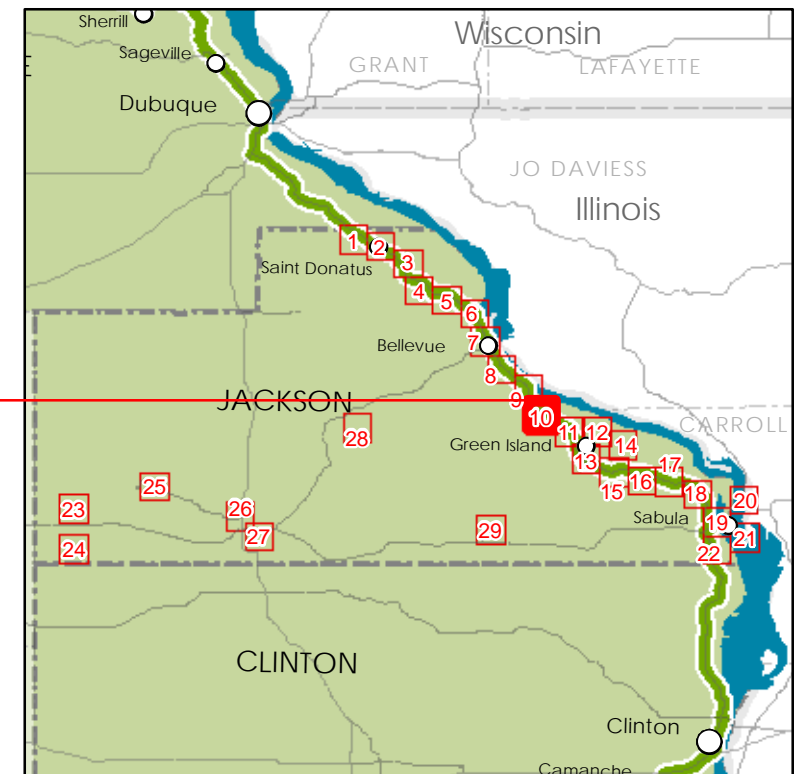 Sherrill
Wisconsin
Sageville
GRANT
LAFAYETTE
E
Dubuque
JO DAVIESS
Illinois
1
2
3
Saint Donatus
4
5
6
Bellevue
7
8
9
JACKSON
10
CARROLL
11
12
28
Green Island
14
13
17
25
15
16
18
20
23
26
Sabula
19
27
29
21
24
22
CLINTON
Clinton
Camanche